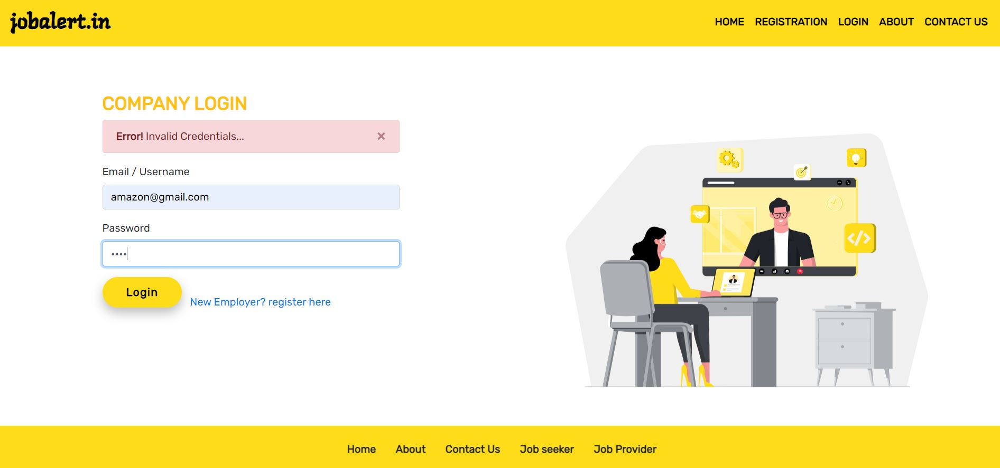 jobalert.in
HOME REGISTRATION LOGIN ABOUT CONTACT US
COMPANY LOGIN
Error! Invalid Credentials...
Email / Username
amazon@gmail.com
Password
Login
New Employer? register here
Home About Contact Us Job seeker Job Provider